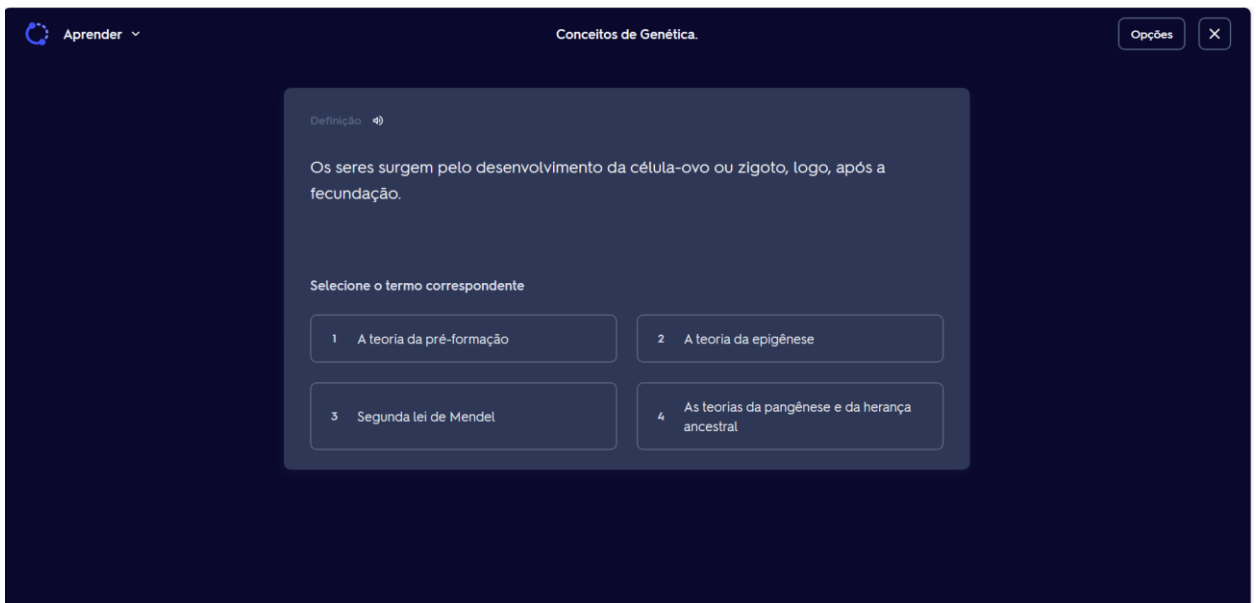 Aprender
Conceitos de Genética.
Opções
Definição
Os seres surgem pelo desenvolvimento da célula-ovo ou zigoto, logo, após a
fecundação.
Selecione o termo correspondente
1 A teoria da pré-formação
2 A teoria da epigênese
3 Segunda lei de Mendel
4 As teorias da pangênese e da herança
ancestral